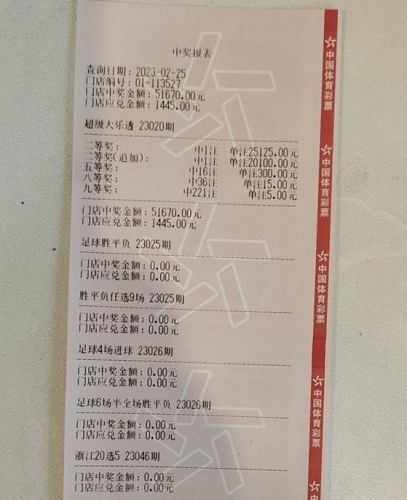 中奖报表
查询日期：2023-02-25
门店编号：01-113527
门店中奖金额：51670.00元
门店应兑金额：1445.00元
超级大乐透 23020期
二等奖： 中1注 单注25125.00元
二等奖(追加)： 中1注 单注20100.00元
五等奖： 中16注 单注300.00元
八等奖： 中36注 单注15.00元
九等奖： 中221注 单注5.00元
门店中奖金额：51670.00元
门店应兑金额：1445.00元
足球胜平负 23025期
门店中奖金额：0.00元
门店应兑金额：0.00元
胜平负任选9场 23025期
门店中奖金额：0.00元
门店应兑金额：0.00元
足球4场进球 23026期
门店中奖金额：0.00元
门店应兑金额：0.00元
足球6场半全场胜平负 23026期
门店中奖金额：0.00元
门店应兑金额：0.00元
浙江20选5 23046期
门店中奖金额：0.00元
门店应兑金额：0.00元
中国体育彩票
中国体育彩票
中国体育彩票
中国体育彩票
中